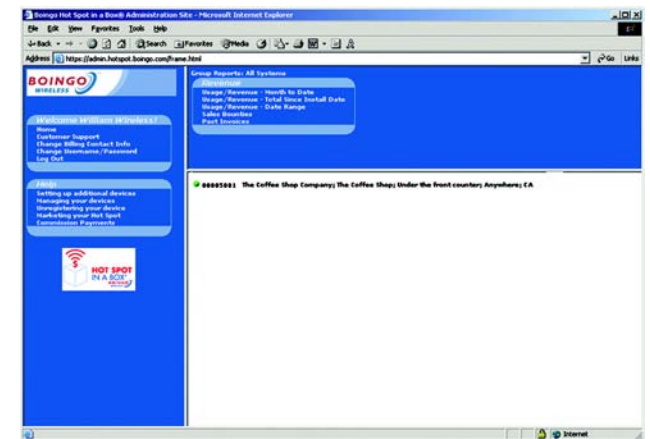 Boingo Hot Spot in a Box® Administration Site - Microsoft Internet Explorer
File Edit View Favorites Tools Help
Back Search Favorites Media
Address https://admin.hotspot.boingo.com/frame.html Go Links
BOINGO
WIRELESS
Welcome William Wireless!
Home
Customer Support
Change Billing Contact Info
Change Username/Password
Log Out
Help
Setting up additional devices
Managing your devices
Unregistering your device
Marketing your Hot Spot
Commission Payments
HOT SPOT
IN A BOX
Group Reports: All Systems
Revenue
Usage/Revenue - Month to Date
Usage/Revenue - Total Since Install Date
Usage/Revenue - Date Range
Sales Bounties
Past Invoices
00005001 The Coffee Shop Company; The Coffee Shop; Under the front counter; Anywhere; CA
Internet